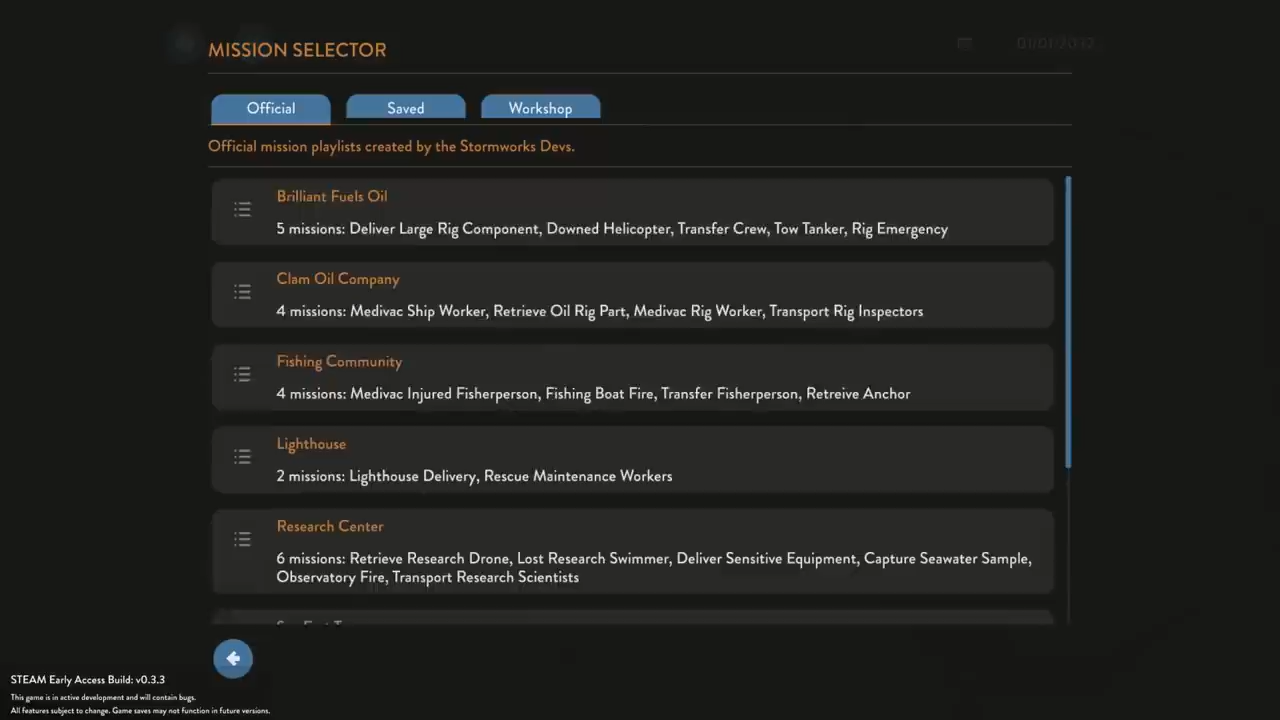 MISSION SELECTOR
Official
Saved
Workshop
Official mission playlists created by the Stormworks Devs.
Brilliant Fuels Oil
5 missions: Deliver Large Rig Component, Downed Helicopter, Transfer Crew, Tow Tanker, Rig Emergency
Clam Oil Company
4 missions: Medivac Ship Worker, Retrieve Oil Rig Part, Medivac Rig Worker, Transport Rig Inspectors
Fishing Community
4 missions: Medivac Injured Fisherperson, Fishing Boat Fire, Transfer Fisherperson, Retreive Anchor
Lighthouse
2 missions: Lighthouse Delivery, Rescue Maintenance Workers
Research Center
6 missions: Retrieve Research Drone, Lost Research Swimmer, Deliver Sensitive Equipment, Capture Seawater Sample,
Observatory Fire, Transport Research Scientists
STEAM Early Access Build: v0.3.3
This game is in active development and will contain bugs.
All features subject to change. Game saves may not function in future versions.